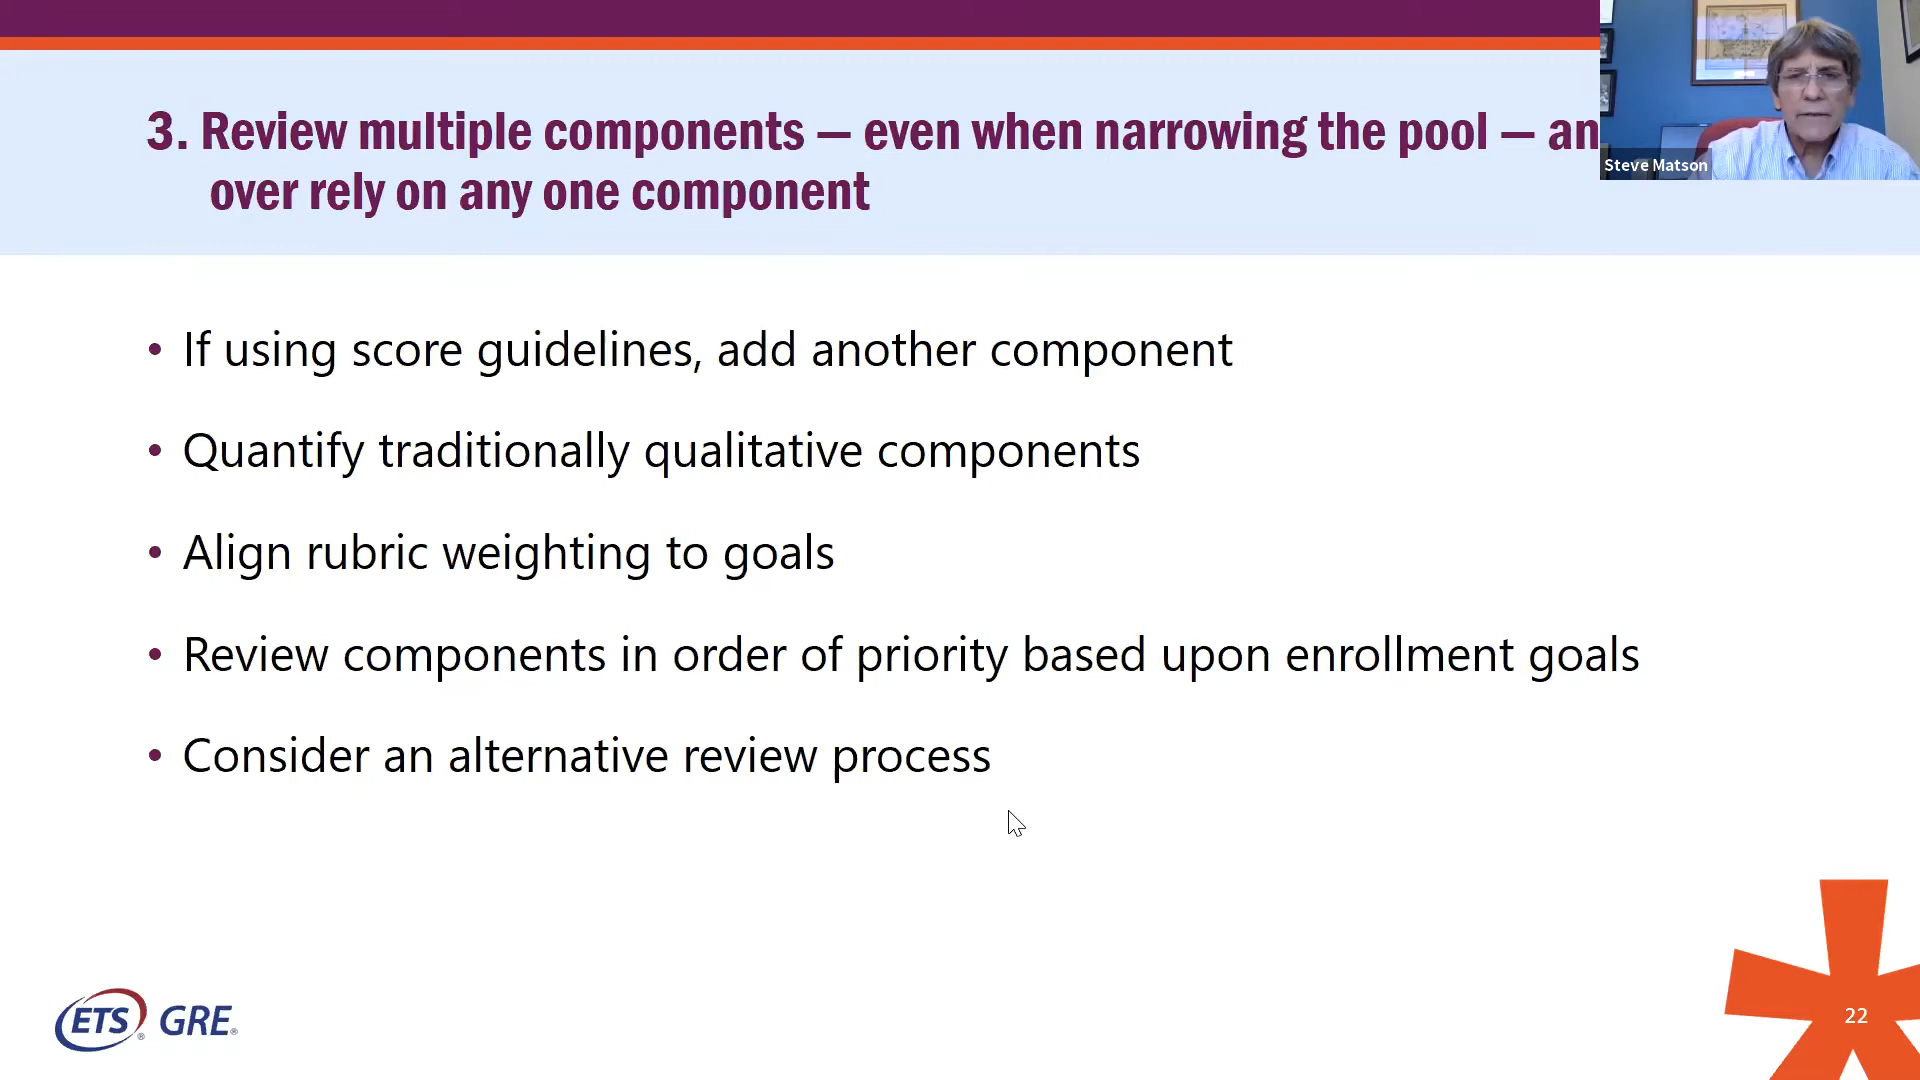 3. Review multiple components — even when narrowing the pool — an
over rely on any one component
Steve Matson
• If using score guidelines, add another component
• Quantify traditionally qualitative components
• Align rubric weighting to goals
• Review components in order of priority based upon enrollment goals
• Consider an alternative review process
ETS® GRE®
22